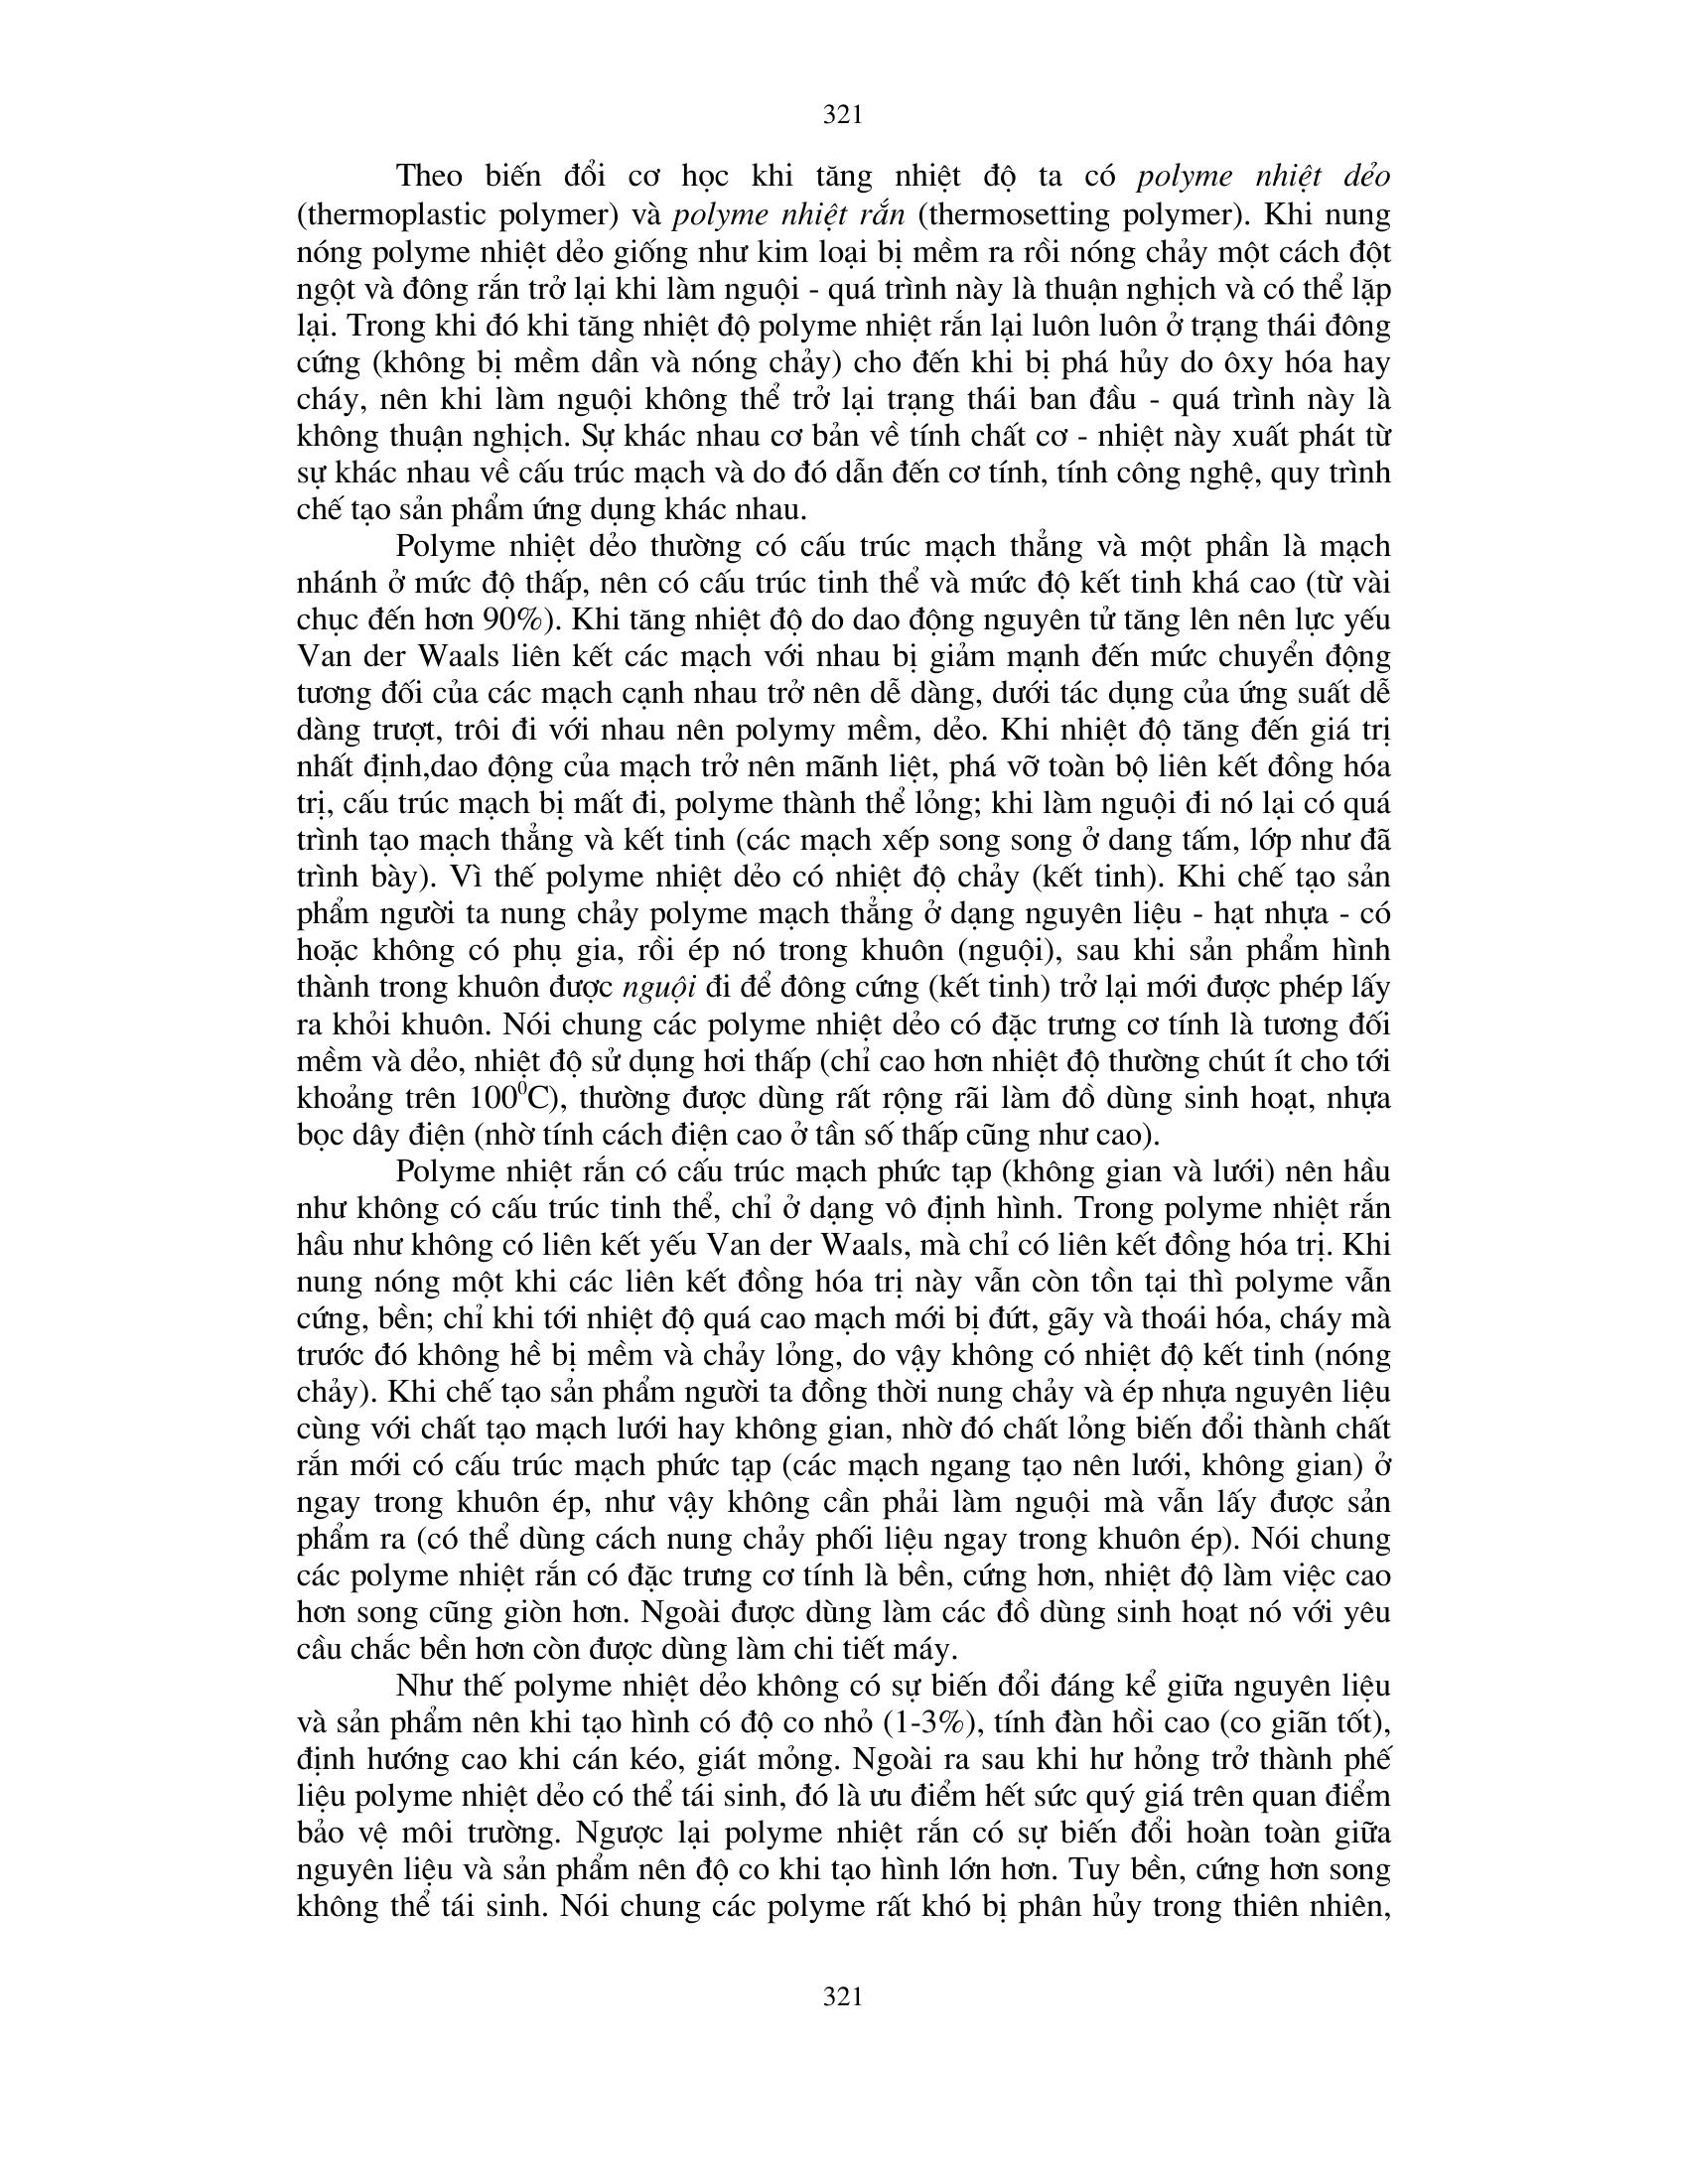 321
Theo biến đổi cơ học khi tăng nhiệt độ ta có polyme nhiệt dẻo
(thermoplastic polymer) và polyme nhiệt rắn (thermosetting polymer). Khi nung
nóng polyme nhiệt dẻo giống như kim loại bị mềm ra rồi nóng chảy một cách đột
ngột và đông rắn trở lại khi làm nguội - quá trình này là thuận nghịch và có thể lặp
lại. Trong khi đó khi tăng nhiệt độ polyme nhiệt rắn lại luôn luôn ở trạng thái đông
cứng (không bị mềm dần và nóng chảy) cho đến khi bị phá hủy do ôxy hóa hay
cháy, nên khi làm nguội không thể trở lại trạng thái ban đầu - quá trình này là
không thuận nghịch. Sự khác nhau cơ bản về tính chất cơ - nhiệt này xuất phát từ
sự khác nhau về cấu trúc mạch và do đó dẫn đến cơ tính, tính công nghệ, quy trình
chế tạo sản phẩm ứng dụng khác nhau.
Polyme nhiệt dẻo thường có cấu trúc mạch thẳng và một phần là mạch
nhánh ở mức độ thấp, nên có cấu trúc tinh thể và mức độ kết tinh khá cao (từ vài
chục đến hơn 90%). Khi tăng nhiệt độ do dao động nguyên tử tăng lên nên lực yếu
Van der Waals liên kết các mạch với nhau bị giảm mạnh đến mức chuyển động
tương đối của các mạch cạnh nhau trở nên dễ dàng, dưới tác dụng của ứng suất dễ
dàng trượt, trôi đi với nhau nên polymy mềm, dẻo. Khi nhiệt độ tăng đến giá trị
nhất định,dao động của mạch trở nên mãnh liệt, phá vỡ toàn bộ liên kết đồng hóa
trị, cấu trúc mạch bị mất đi, polyme thành thể lỏng; khi làm nguội đi nó lại có quá
trình tạo mạch thẳng và kết tinh (các mạch xếp song song ở dang tấm, lớp như đã
trình bày). Vì thế polyme nhiệt dẻo có nhiệt độ chảy (kết tinh). Khi chế tạo sản
phẩm người ta nung chảy polyme mạch thẳng ở dạng nguyên liệu - hạt nhựa - có
hoặc không có phụ gia, rồi ép nó trong khuôn (nguội), sau khi sản phẩm hình
thành trong khuôn được nguội đi để đông cứng (kết tinh) trở lại mới được phép lấy
ra khỏi khuôn. Nói chung các polyme nhiệt dẻo có đặc trưng cơ tính là tương đối
mềm và dẻo, nhiệt độ sử dụng hơi thấp (chỉ cao hơn nhiệt độ thường chút ít cho tới
khoảng trên 100⁰C), thường được dùng rất rộng rãi làm đồ dùng sinh hoạt, nhựa
bọc dây điện (nhờ tính cách điện cao ở tần số thấp cũng như cao).
Polyme nhiệt rắn có cấu trúc mạch phức tạp (không gian và lưới) nên hầu
như không có cấu trúc tinh thể, chỉ ở dạng vô định hình. Trong polyme nhiệt rắn
hầu như không có liên kết yếu Van der Waals, mà chỉ có liên kết đồng hóa trị. Khi
nung nóng một khi các liên kết đồng hóa trị này vẫn còn tồn tại thì polyme vẫn
cứng, bền; chỉ khi tới nhiệt độ quá cao mạch mới bị đứt, gãy và thoái hóa, cháy mà
trước đó không hề bị mềm và chảy lỏng, do vậy không có nhiệt độ kết tinh (nóng
chảy). Khi chế tạo sản phẩm người ta đồng thời nung chảy và ép nhựa nguyên liệu
cùng với chất tạo mạch lưới hay không gian, nhờ đó chất lỏng biến đổi thành chất
rắn mới có cấu trúc mạch phức tạp (các mạch ngang tạo nên lưới, không gian) ở
ngay trong khuôn ép, như vậy không cần phải làm nguội mà vẫn lấy được sản
phẩm ra (có thể dùng cách nung chảy phối liệu ngay trong khuôn ép). Nói chung
các polyme nhiệt rắn có đặc trưng cơ tính là bền, cứng hơn, nhiệt độ làm việc cao
hơn song cũng giòn hơn. Ngoài được dùng làm các đồ dùng sinh hoạt nó với yêu
cầu chắc bền hơn còn được dùng làm chi tiết máy.
Như thế polyme nhiệt dẻo không có sự biến đổi đáng kể giữa nguyên liệu
và sản phẩm nên khi tạo hình có độ co nhỏ (1-3%), tính đàn hồi cao (co giãn tốt),
định hướng cao khi cán kéo, giát mỏng. Ngoài ra sau khi hư hỏng trở thành phế
liệu polyme nhiệt dẻo có thể tái sinh, đó là ưu điểm hết sức quý giá trên quan điểm
bảo vệ môi trường. Ngược lại polyme nhiệt rắn có sự biến đổi hoàn toàn giữa
nguyên liệu và sản phẩm nên độ co khi tạo hình lớn hơn. Tuy bền, cứng hơn song
không thể tái sinh. Nói chung các polyme rất khó bị phân hủy trong thiên nhiên,
321